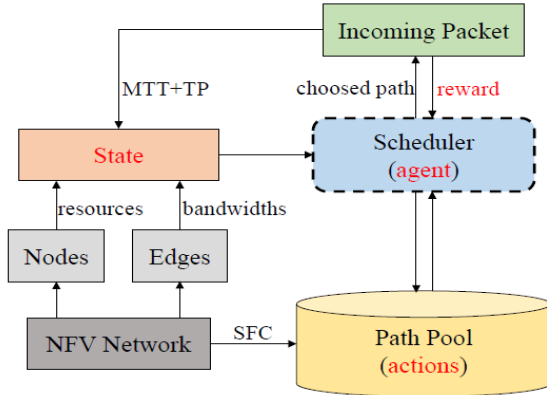 Incoming Packet
MTT+TP
choosed path
reward
State
Scheduler
(agent)
resources
bandwidths
Nodes
Edges
NFV Network
SFC
Path Pool
(actions)